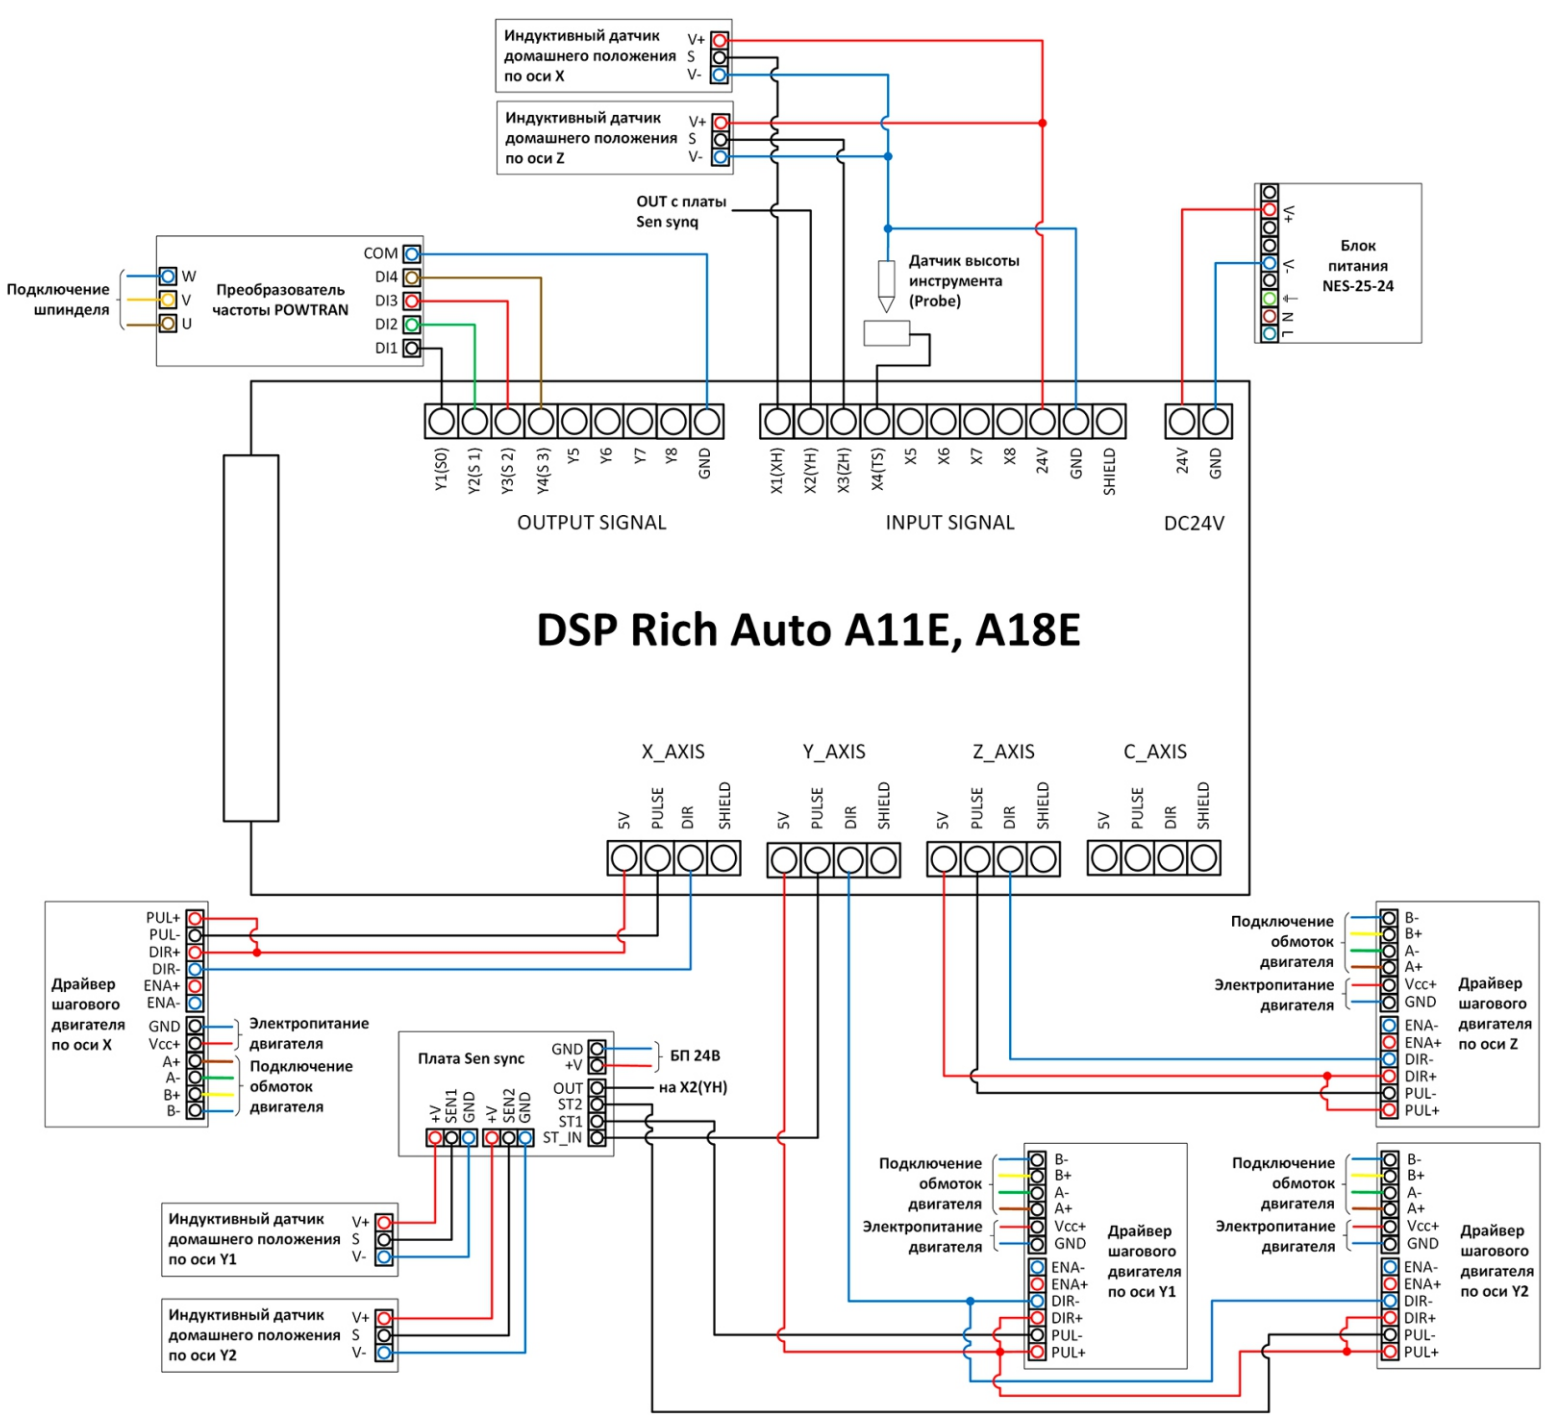 Индуктивный датчик
домашнего положения
по оси X
V+
S
V-
Индуктивный датчик
домашнего положения
по оси Z
V+
S
V-
OUT с платы
Sen synq
Датчик высоты
инструмента
(Probe)
V+
V-
N
L
Блок
питания
NES-25-24
Подключение
шпинделя
W
V
U
Преобразователь
частоты POWTRAN
COM
DI4
DI3
DI2
DI1
Y1(S0)
Y2(S 1)
Y3(S 2)
Y4(S 3)
Y5
Y6
Y7
Y8
GND
OUTPUT SIGNAL
X1(XH)
X2(YH)
X3(ZH)
X4(TS)
X5
X6
X7
X8
24V
GND
SHIELD
INPUT SIGNAL
24V
GND
DC24V
DSP Rich Auto A11E, A18E
X_AXIS
5V
PULSE
DIR
SHIELD
Y_AXIS
5V
PULSE
DIR
SHIELD
Z_AXIS
5V
PULSE
DIR
SHIELD
C_AXIS
5V
PULSE
DIR
SHIELD
Драйвер
шагового
двигателя
по оси X
PUL+
PUL-
DIR+
DIR-
ENA+
ENA-
GND
Vcc+
A+
A-
B+
B-
Электропитание
двигателя
Подключение
обмоток
двигателя
Плата Sen sync
GND
+V
OUT
ST2
ST1
ST_IN
БП 24В
на X2(YH)
+V
SEN1
GND
+V
SEN2
GND
Индуктивный датчик
домашнего положения
по оси Y1
V+
S
V-
Индуктивный датчик
домашнего положения
по оси Y2
V+
S
V-
Подключение
обмоток
двигателя
Электропитание
двигателя
B-
B+
A-
A+
Vcc+
GND
ENA-
ENA+
DIR-
DIR+
PUL-
PUL+
Драйвер
шагового
двигателя
по оси Z
Подключение
обмоток
двигателя
Электропитание
двигателя
B-
B+
A-
A+
Vcc+
GND
ENA-
ENA+
DIR-
DIR+
PUL-
PUL+
Драйвер
шагового
двигателя
по оси Y1
Подключение
обмоток
двигателя
Электропитание
двигателя
B-
B+
A-
A+
Vcc+
GND
ENA-
ENA+
DIR-
DIR+
PUL-
PUL+
Драйвер
шагового
двигателя
по оси Y2